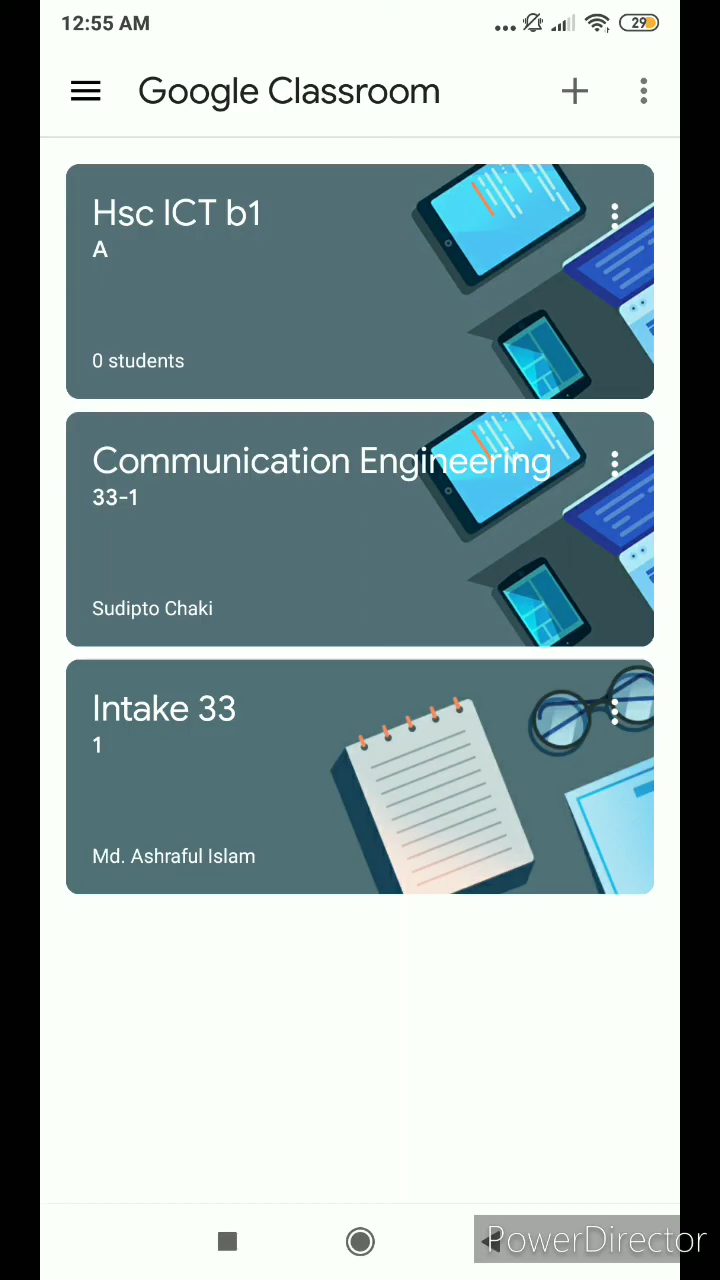 12:55 AM
29
Google Classroom
Hsc ICT b1
A
0 students
Communication Engineering
33-1
Sudipto Chaki
Intake 33
1
Md. Ashraful Islam
PowerDirector